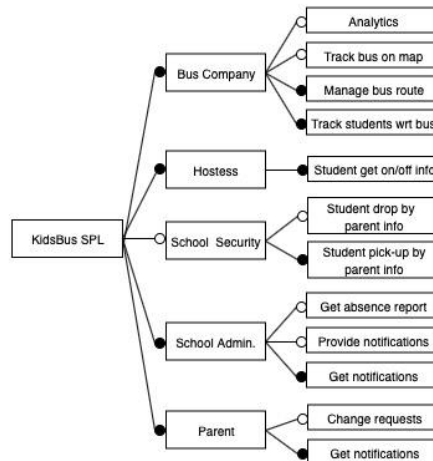 Analytics
Track bus on map
Bus Company
Manage bus route
Track students wrt bus
Hostess
Student get on/off info
Student drop by
parent info
KidsBus SPL
School Security
Student pick-up by
parent info
Get absence report
School Admin.
Provide notifications
Get notifications
Change requests
Parent
Get notifications